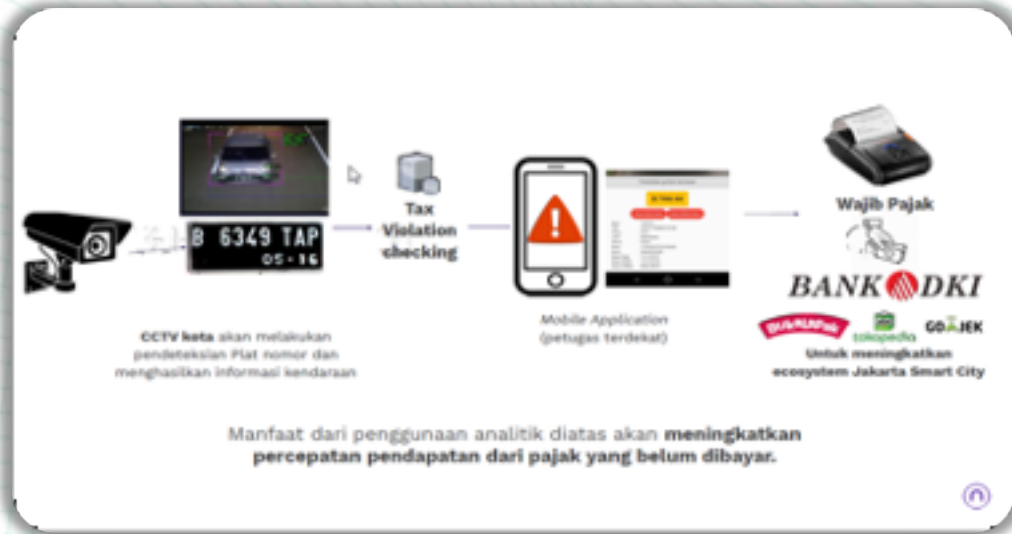 B 6349 TAP
05-16
CCTV kota akan melakukan
pendeteksian Plat nomor dan
menghasilkan informasi kendaraan
Tax
Violation
checking
Mobile Application
(petugas terdekat)
Wajib Pajak
BANK DKI
BukaLapak
tokopedia
GOJEK
Untuk meningkatkan
ecosystem Jakarta Smart City
Manfaat dari penggunaan analitik diatas akan meningkatkan
percepatan pendapatan dari pajak yang belum dibayar.